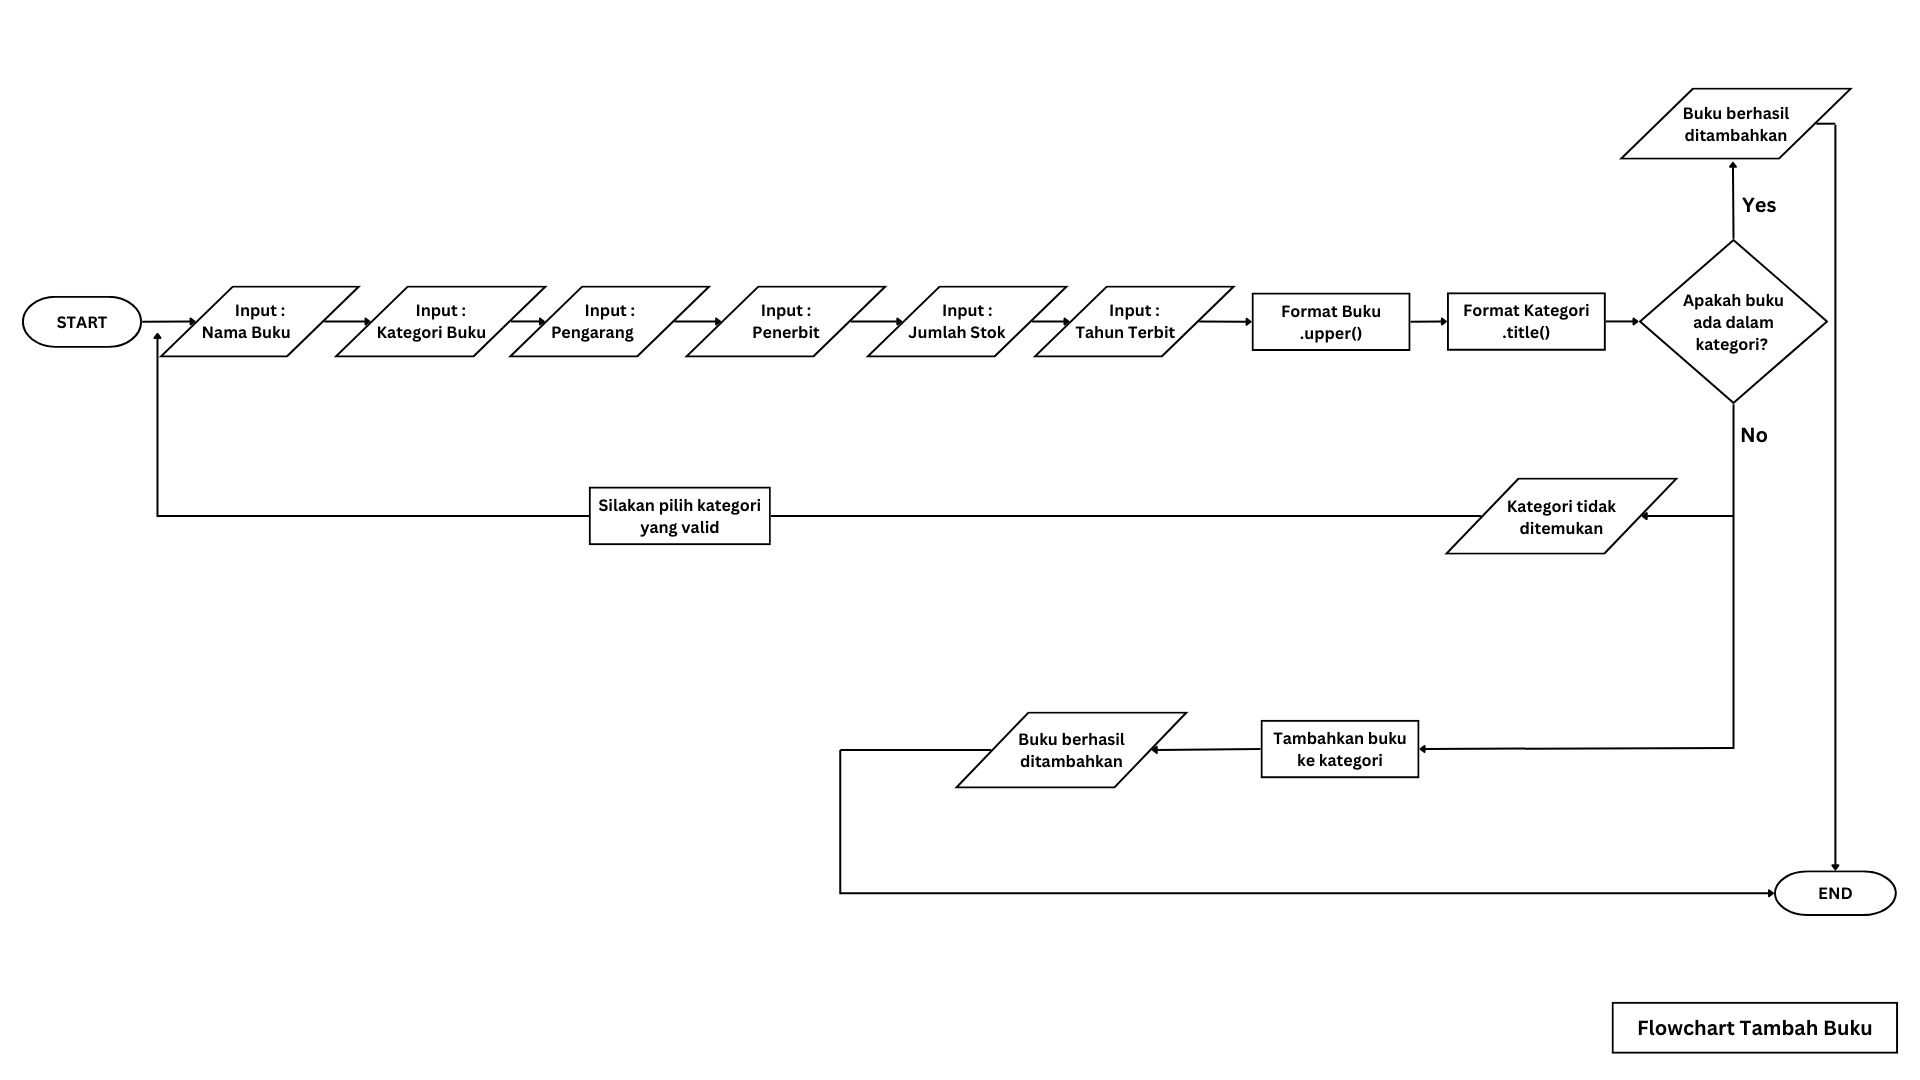 Buku berhasil
ditambahkan
Yes
START
Input :
Nama Buku
Input :
Kategori Buku
Input :
Pengarang
Input :
Penerbit
Input :
Jumlah Stok
Input :
Tahun Terbit
Format Buku
.upper()
Format Kategori
.title()
Apakah buku
ada dalam
kategori?
No
Silakan pilih kategori
yang valid
Kategori tidak
ditemukan
Buku berhasil
ditambahkan
Tambahkan buku
ke kategori
END
Flowchart Tambah Buku